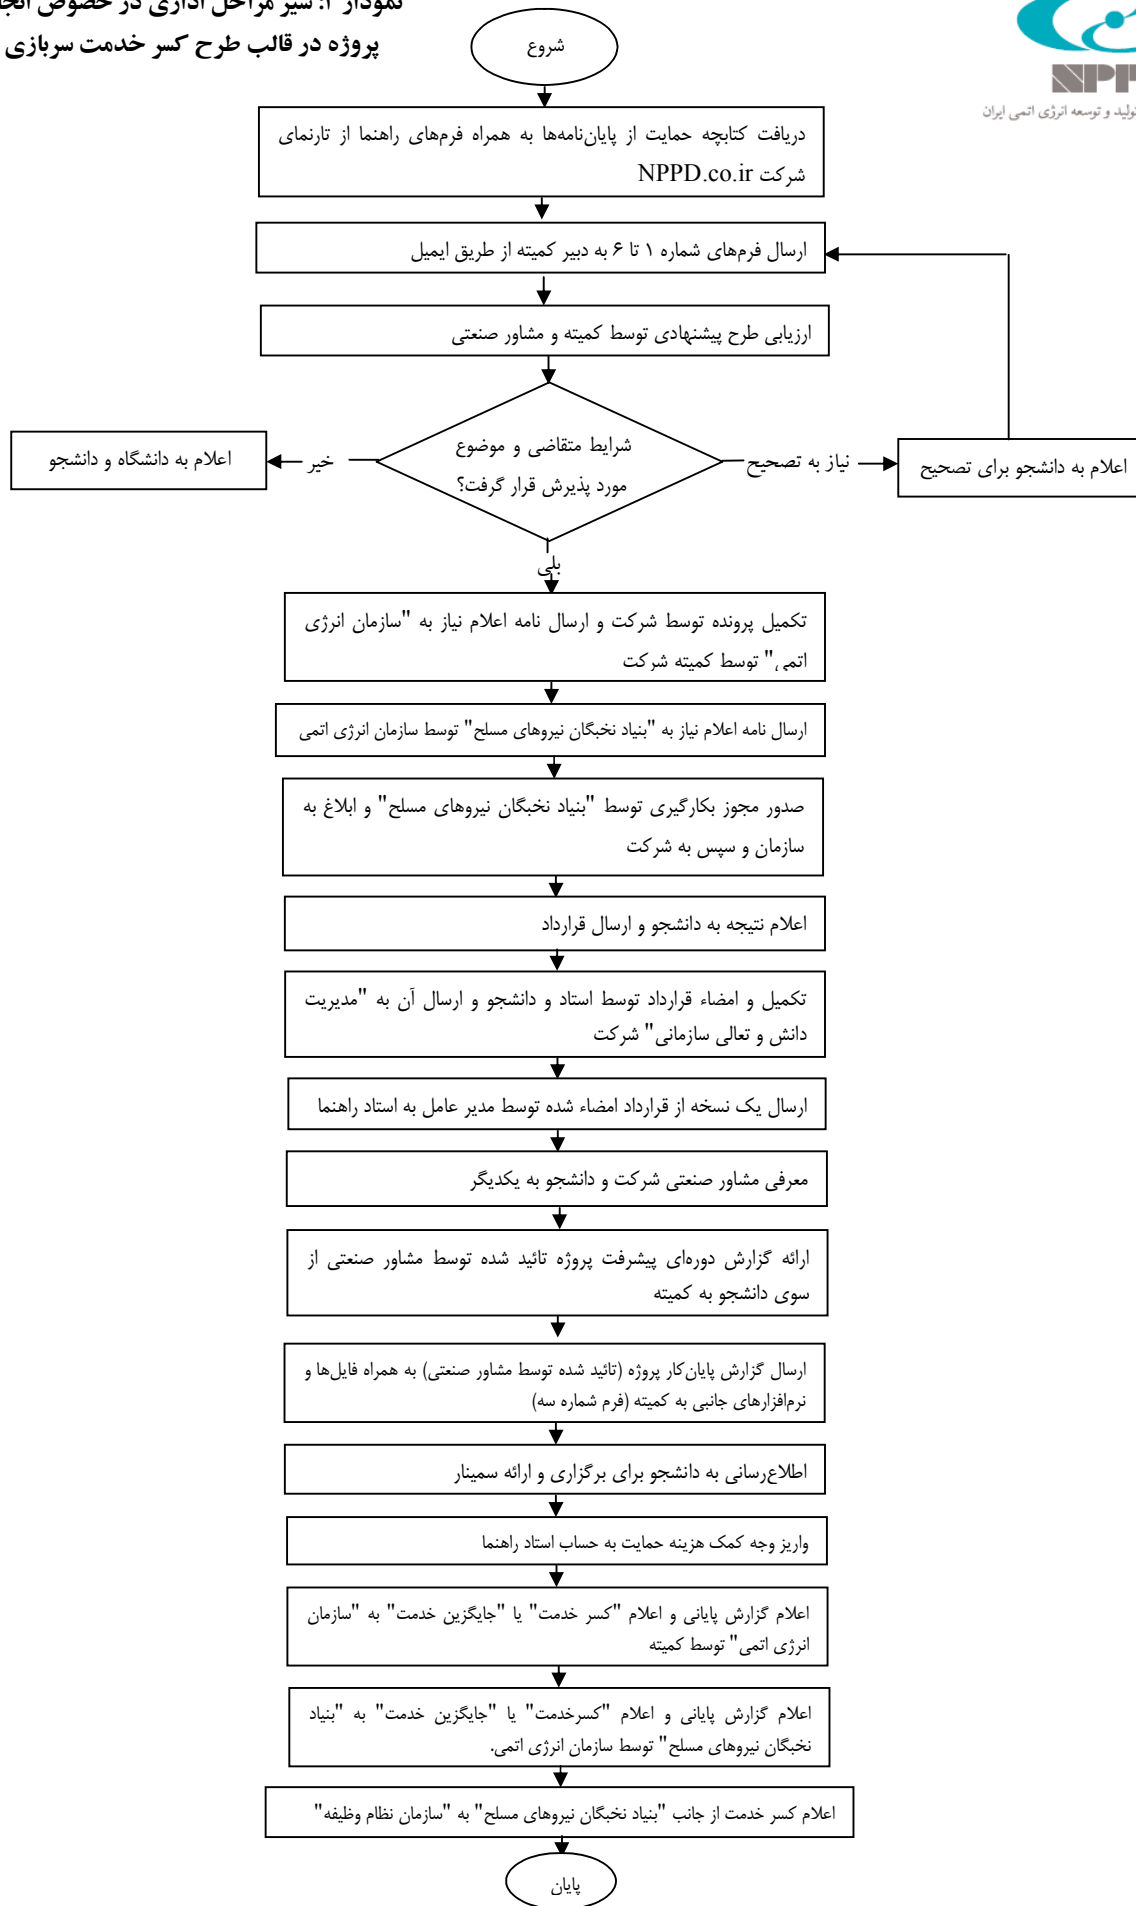 نمودار ۲: سیر مراحل اداری در خصوص
پروژه در قالب طرح کسر خدمت سربازی
NPP
تولید و توسعه انرژی اتمی ایران
شروع
دریافت کتابچه حمایت از پایان‌نامه‌ها به همراه فرم‌های راهنما از تارنمای
شرکت NPPD.co.ir
ارسال فرم‌های شماره ۱ تا ۶ به دبیر کمیته از طریق ایمیل
ارزیابی طرح پیشنهادی توسط کمیته و مشاور صنعتی
شرایط متقاضی و موضوع
مورد پذیرش قرار گرفت؟
نیاز به تصحیح
اعلام به دانشجو برای تصحیح
خیر
اعلام به دانشگاه و دانشجو
بلی
تکمیل پرونده توسط شرکت و ارسال نامه اعلام نیاز به "سازمان انرژی
اتمی" توسط کمیته شرکت
ارسال نامه اعلام نیاز به "بنیاد نخبگان نیروهای مسلح" توسط سازمان انرژی اتمی
صدور مجوز بکارگیری توسط "بنیاد نخبگان نیروهای مسلح" و ابلاغ به
سازمان و سپس به شرکت
اعلام نتیجه به دانشجو و ارسال قرارداد
تکمیل و امضاء قرارداد توسط استاد و دانشجو و ارسال آن به "مدیریت
دانش و تعالی سازمانی" شرکت
ارسال یک نسخه از قرارداد امضاء شده توسط مدیر عامل به استاد راهنما
معرفی مشاور صنعتی شرکت و دانشجو به یکدیگر
ارائه گزارش دوره‌ای پیشرفت پروژه تائید شده توسط مشاور صنعتی از
سوی دانشجو به کمیته
ارسال گزارش پایان‌کار پروژه (تائید شده توسط مشاور صنعتی) به همراه فایل‌ها و
نرم‌افزارهای جانبی به کمیته (فرم شماره سه)
اطلاع‌رسانی به دانشجو برای برگزاری و ارائه سمینار
واریز وجه کمک هزینه حمایت به حساب استاد راهنما
اعلام گزارش پایانی و اعلام "کسر خدمت" یا "جایگزین خدمت" به "سازمان
انرژی اتمی" توسط کمیته
اعلام گزارش پایانی و اعلام "کسرخدمت" یا "جایگزین خدمت" به "بنیاد
نخبگان نیروهای مسلح" توسط سازمان انرژی اتمی.
اعلام کسر خدمت از جانب "بنیاد نخبگان نیروهای مسلح" به "سازمان نظام وظیفه"
پایان